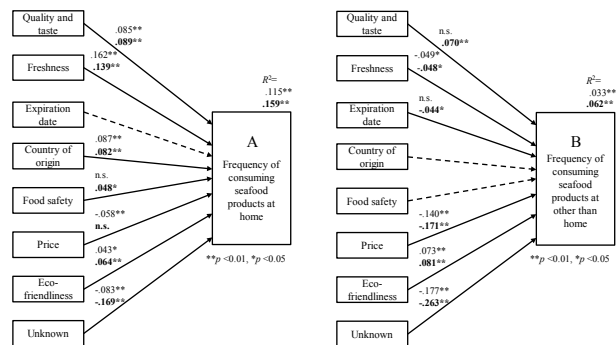 Quality and
taste
Freshness
Expiration
date
Country of
origin
Food safety
Price
Eco-
friendliness
Unknown
.085**
.089**
.162**
.139**
.087**
.082**
n.s.
.048*
-.058**
n.s.
.043*
.064**
-.083**
-.169**
R²=
.115**
.159**
A
Frequency of
consuming
seafood
products at
home
**p <0.01, *p <0.05
Quality and
taste
Freshness
Expiration
date
Country of
origin
Food safety
Price
Eco-
friendliness
Unknown
n.s.
.070**
-.049*
-.048*
n.s.
-.044*
-.140**
-.171**
.073**
.081**
-.177**
-.263**
R²=
.033**
.062**
B
Frequency of
consuming
seafood
products at
other than
home
**p <0.01, *p <0.05